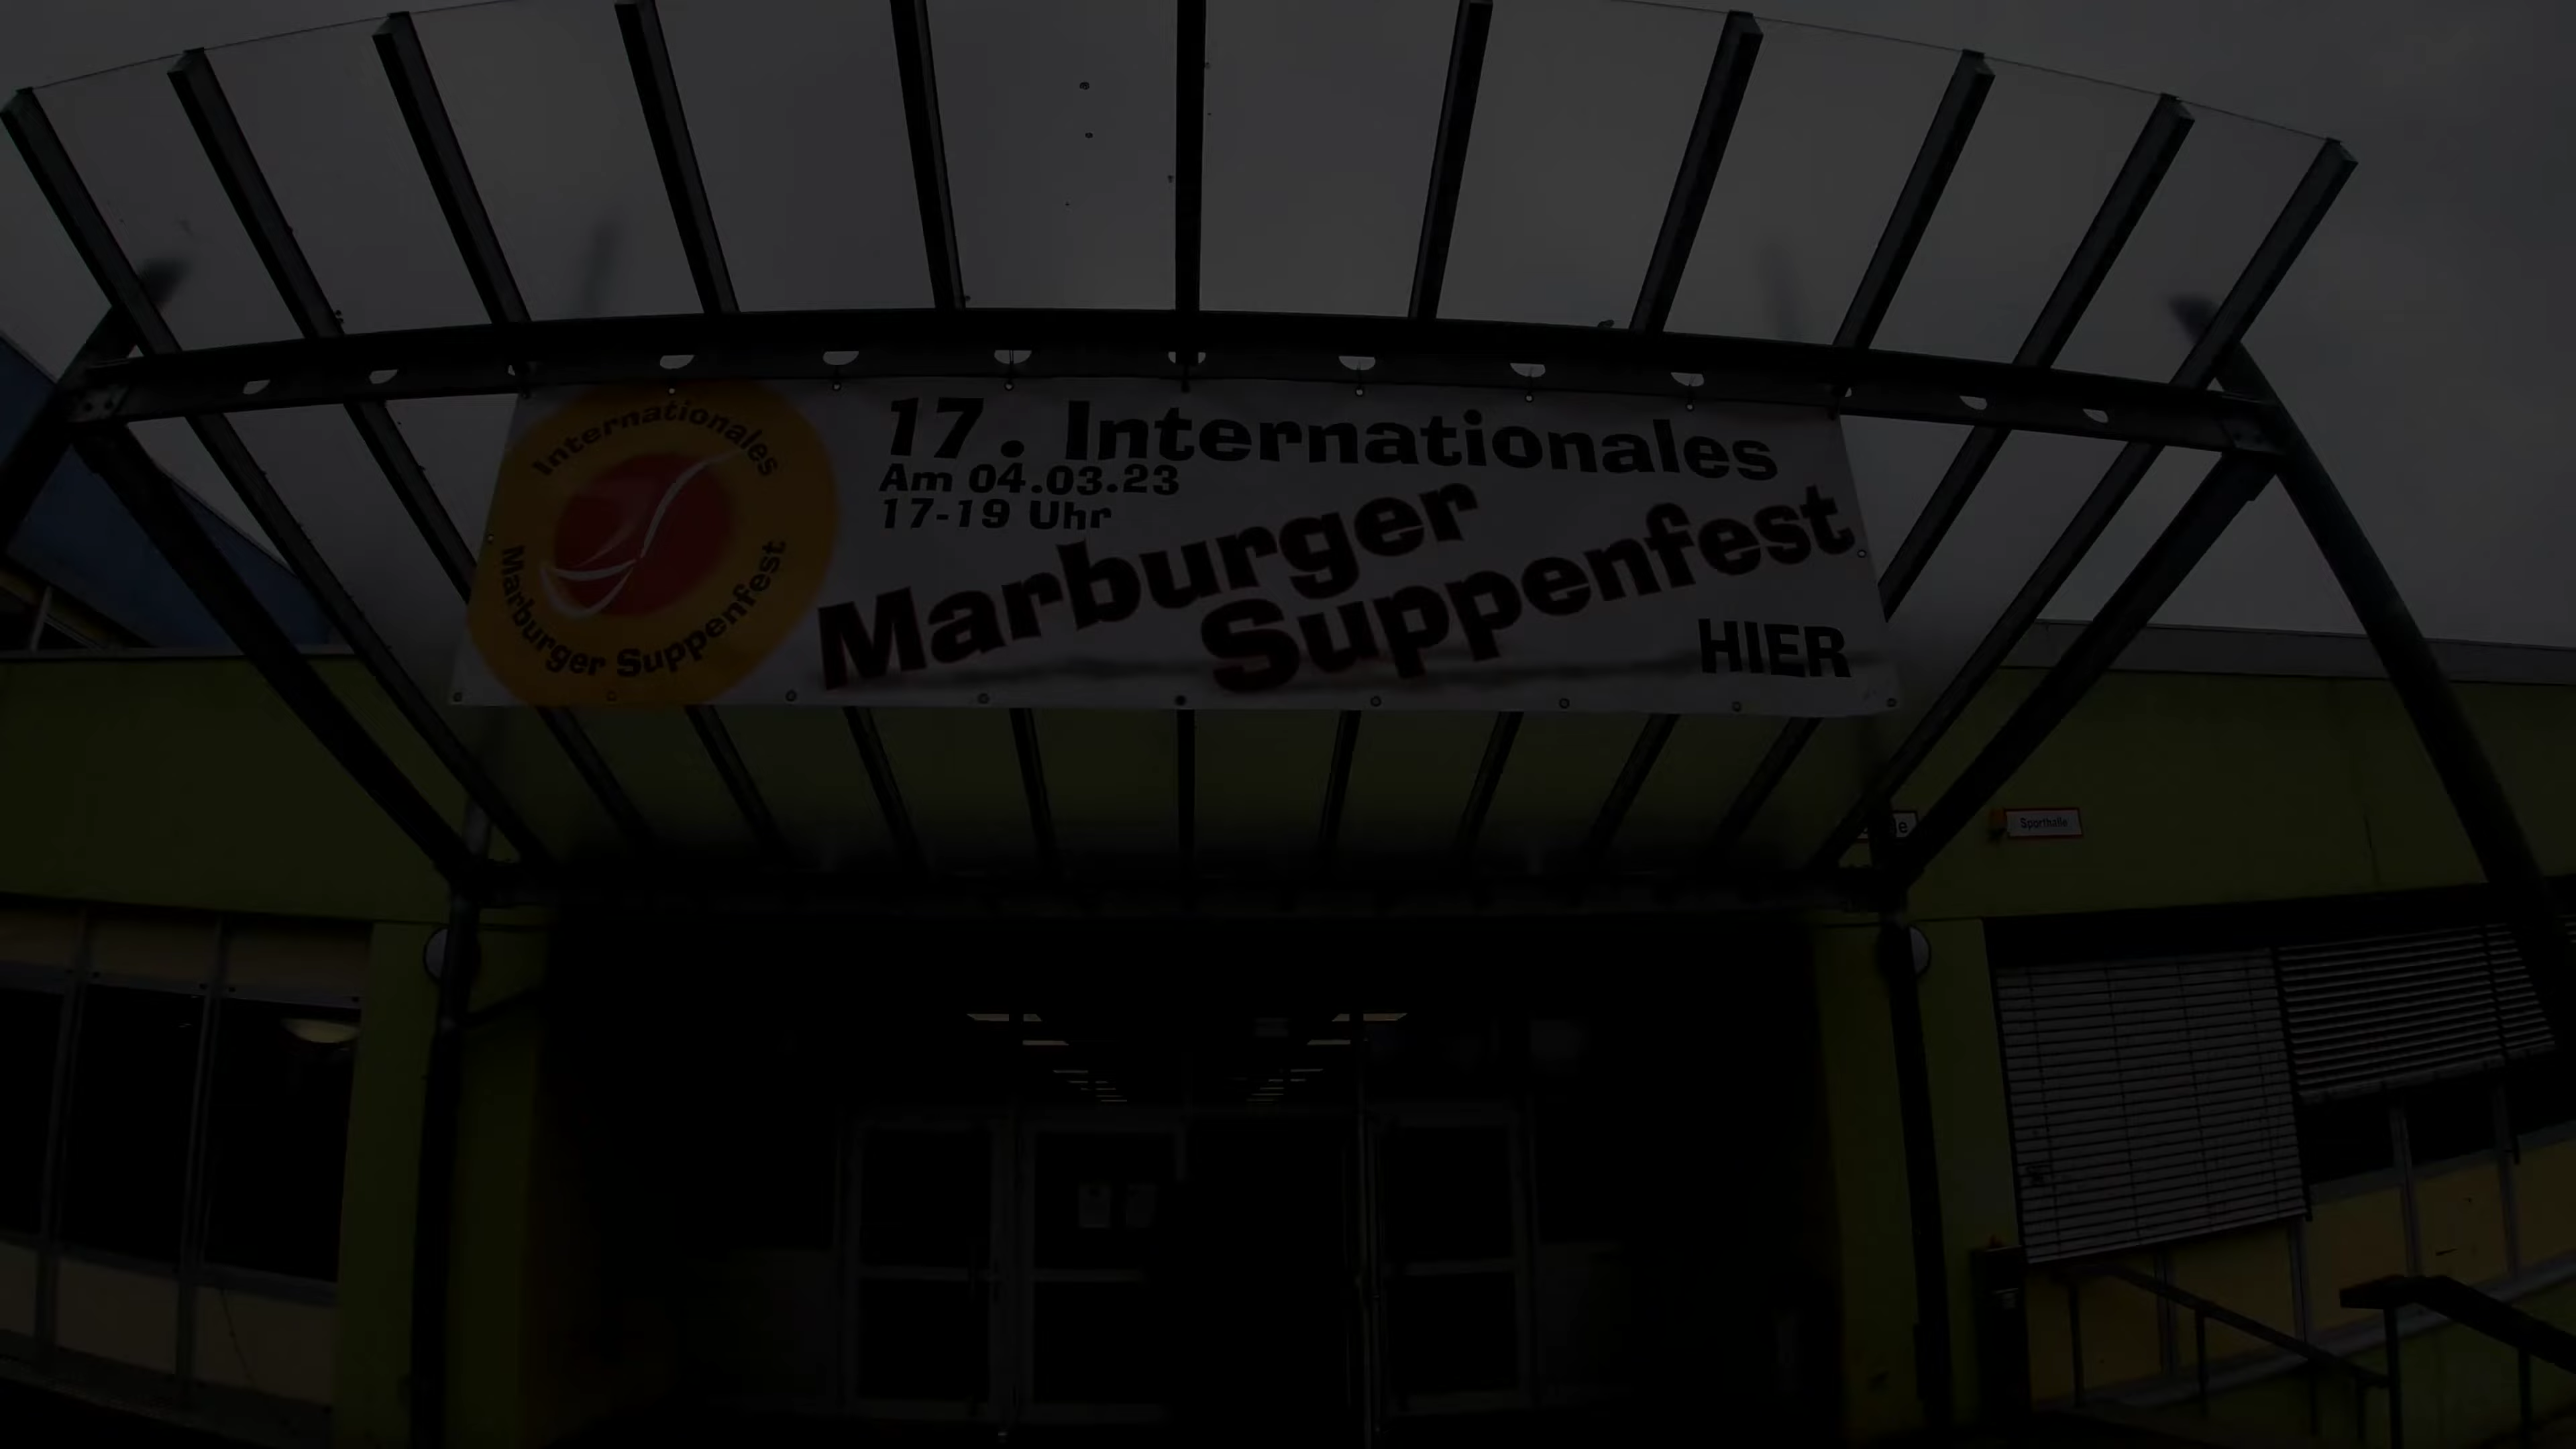 Internationales
Marburger Suppenfest
17. Internationales
Am 04.03.23
17-19 Uhr
Marburger
Suppenfest
HIER
Sporthalle